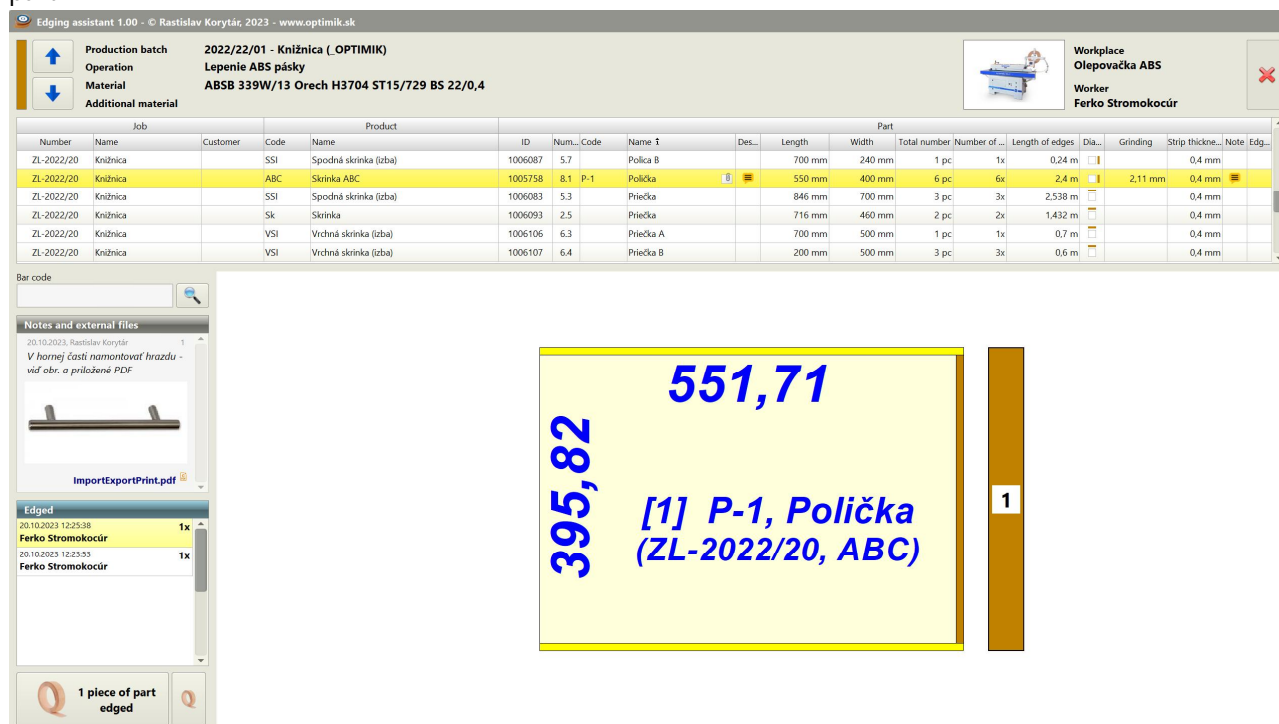 Edging assistant 1.00 - © Rastislav Korytár, 2023 - www.optimik.sk
Production batch 2022/22/01 - Knižnica (_OPTIMIK)
Operation Lepenie ABS pásky
Material ABSB 339W/13 Orech H3704 ST15/729 BS 22/0,4
Additional material
Workplace
Olepovačka ABS
Worker
Ferko Stromokocúr
Job Product Part
Number Name Customer Code Name ID Num... Code Name Des... Length Width Total number Number of ... Length of edges Dia... Grinding Strip thickne... Note Edg...
ZL-2022/20 Knižnica SSI Spodná skrinka (izba) 1006087 5.7 Polica B 700 mm 240 mm 1 pc 1x 0,24 m 0,4 mm
ZL-2022/20 Knižnica ABC Skrinka ABC 1005758 8.1 P-1 Polička 550 mm 400 mm 6 pc 6x 2,4 m 2,11 mm 0,4 mm
ZL-2022/20 Knižnica SSI Spodná skrinka (izba) 1006083 5.3 Priečka 846 mm 700 mm 3 pc 3x 2,538 m 0,4 mm
ZL-2022/20 Knižnica Sk Skrinka 1006093 2.5 Priečka 716 mm 460 mm 2 pc 2x 1,432 m 0,4 mm
ZL-2022/20 Knižnica VSI Vrchná skrinka (izba) 1006106 6.3 Priečka A 700 mm 500 mm 1 pc 1x 0,7 m 0,4 mm
ZL-2022/20 Knižnica VSI Vrchná skrinka (izba) 1006107 6.4 Priečka B 200 mm 500 mm 3 pc 3x 0,6 m 0,4 mm
Bar code
Notes and external files
20.10.2023, Rastislav Korytár 1
V hornej časti namontovať hrazdu -
viď obr. a priložené PDF
ImportExportPrint.pdf
Edged
20.10.2023 12:25:38 1x
Ferko Stromokocúr
20.10.2023 12:23:53 1x
Ferko Stromokocúr
1 piece of part
edged
551,71
395,82
[1] P-1, Polička
(ZL-2022/20, ABC)
1